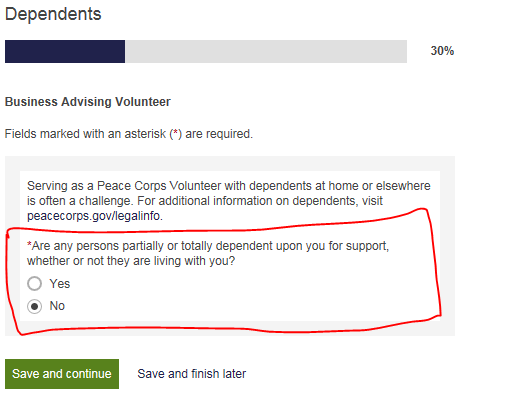 Dependents
30%
Business Advising Volunteer
Fields marked with an asterisk (*) are required.
Serving as a Peace Corps Volunteer with dependents at home or elsewhere
is often a challenge. For additional information on dependents, visit
peacecorps.gov/legalinfo.
*Are any persons partially or totally dependent upon you for support,
whether or not they are living with you?
Yes
No
Save and continue Save and finish later